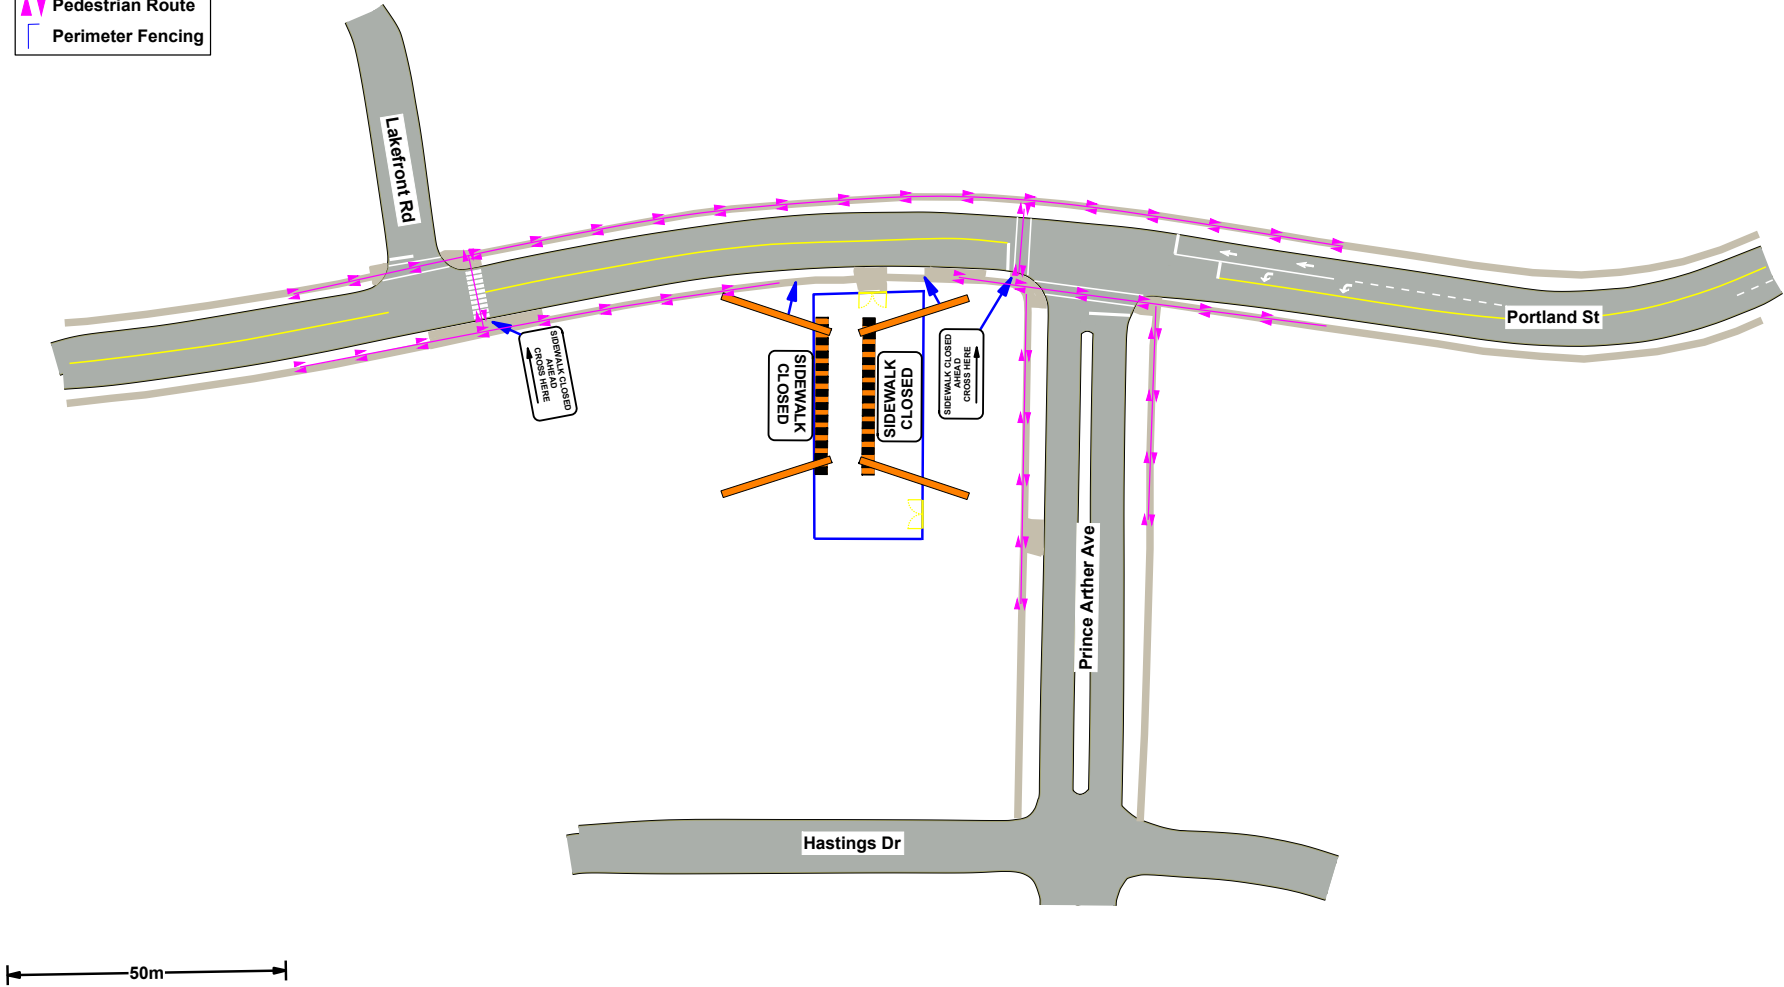 Pedestrian Route
Perimeter Fencing
Lakefront Rd
SIDEWALK CLOSED
AHEAD
CROSS HERE
SIDEWALK
CLOSED
SIDEWALK
CLOSED
SIDEWALK CLOSED
AHEAD
CROSS HERE
Portland St
Prince Arther Ave
Hastings Dr
50m